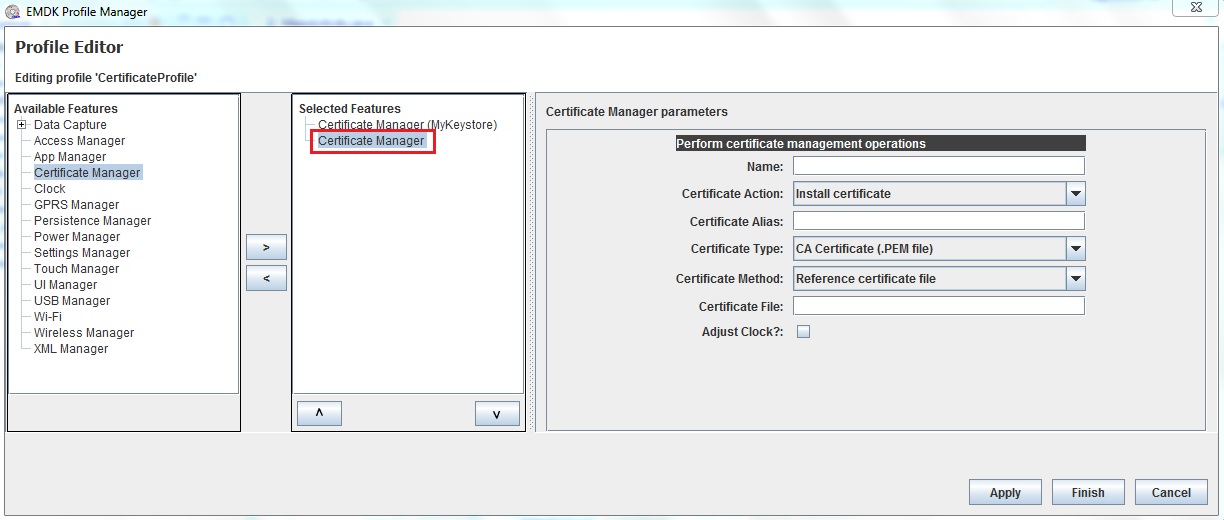 EMDK Profile Manager
Profile Editor
Editing profile 'CertificateProfile'
Available Features
Data Capture
Access Manager
App Manager
Certificate Manager
Clock
GPRS Manager
Persistence Manager
Power Manager
Settings Manager
Touch Manager
UI Manager
USB Manager
Wi-Fi
Wireless Manager
XML Manager
>
<
Selected Features
Certificate Manager (MyKeystore)
Certificate Manager
^
v
Certificate Manager parameters
Perform certificate management operations
Name:
Certificate Action: Install certificate
Certificate Alias:
Certificate Type: CA Certificate (.PEM file)
Certificate Method: Reference certificate file
Certificate File:
Adjust Clock?:
Apply Finish Cancel